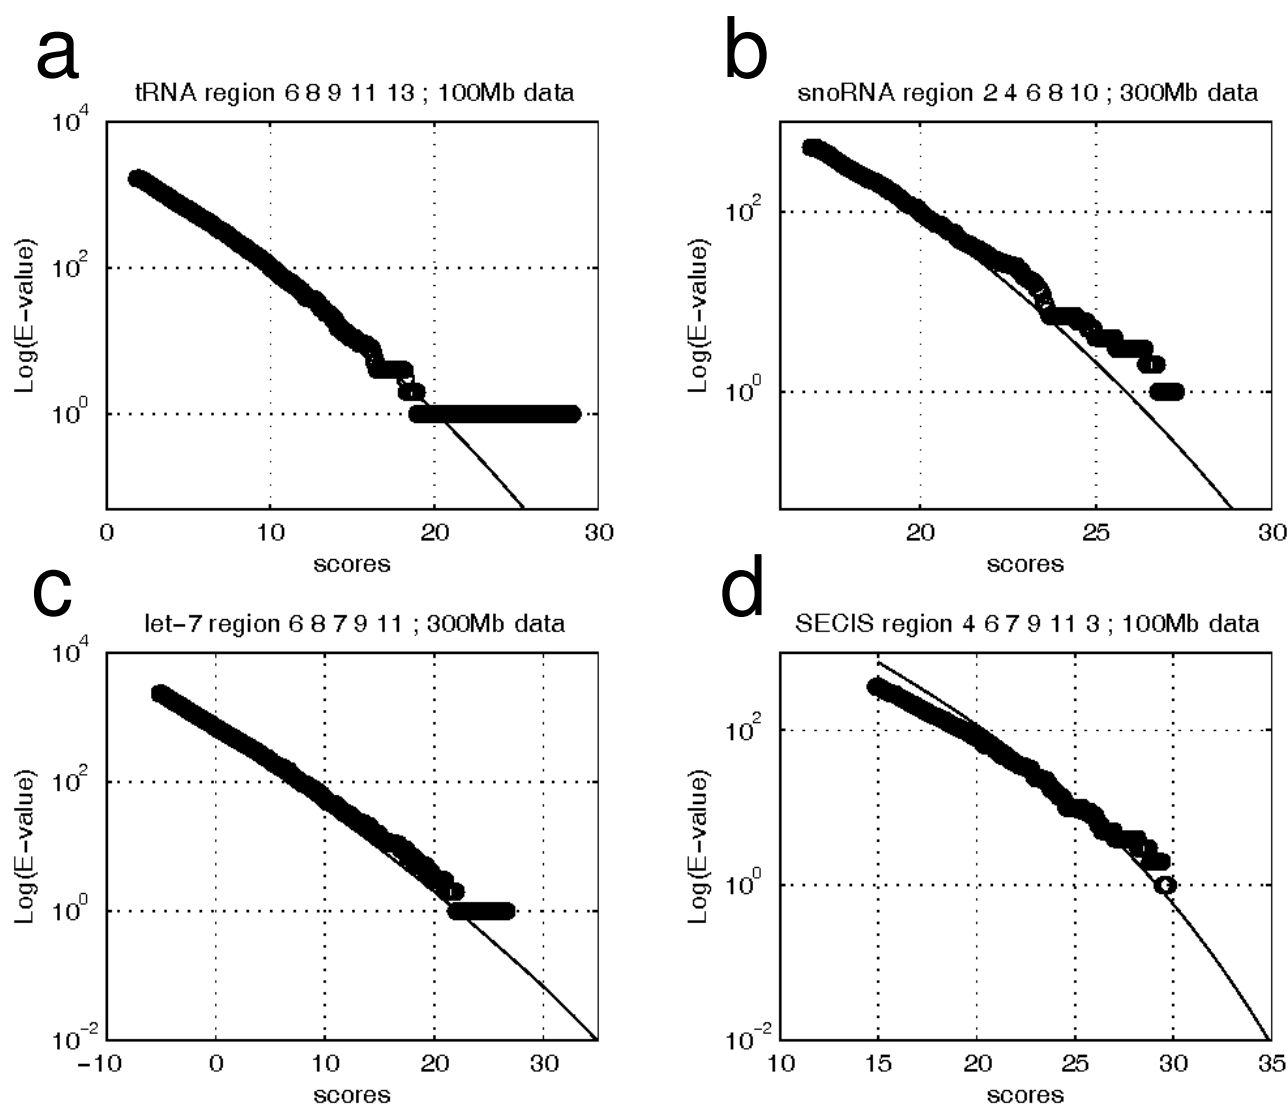 a
tRNA region 6 8 9 11 13 ; 100Mb data
10^4
10^2
10^0
Log(E-value)
0 10 20 30
scores
b
snoRNA region 2 4 6 8 10 ; 300Mb data
10^2
10^0
Log(E-value)
20 25 30
scores
c
let-7 region 6 8 7 9 11 ; 300Mb data
10^4
10^2
10^0
10^-2
Log(E-value)
-10 0 10 20 30
scores
d
SECIS region 4 6 7 9 11 3 ; 100Mb data
10^2
10^0
10^-2
Log(E-value)
10 15 20 25 30 35
scores